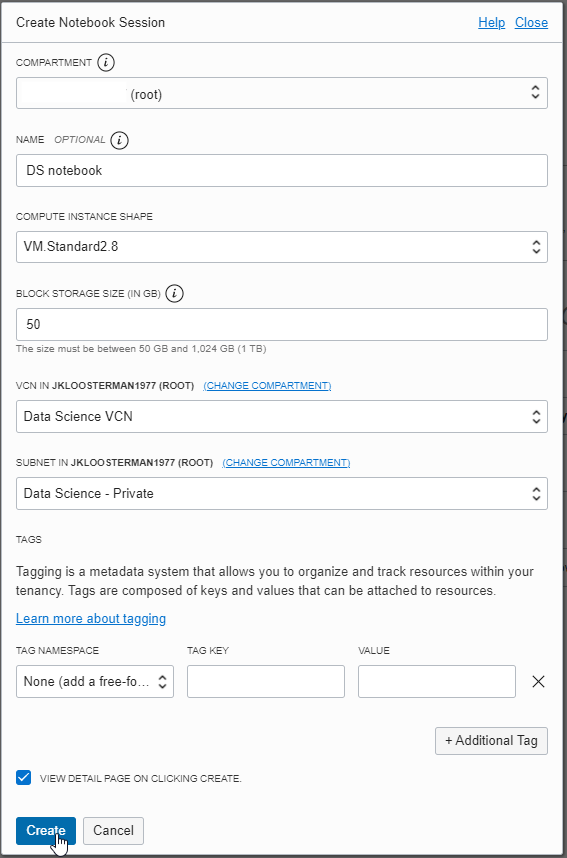 Create Notebook Session Help Close
COMPARTMENT i
(root)
NAME OPTIONAL i
DS notebook
COMPUTE INSTANCE SHAPE
VM.Standard2.8
BLOCK STORAGE SIZE (IN GB) i
50
The size must be between 50 GB and 1,024 GB (1 TB)
VCN IN JKLOOSTERMAN1977 (ROOT) (CHANGE COMPARTMENT)
Data Science VCN
SUBNET IN JKLOOSTERMAN1977 (ROOT) (CHANGE COMPARTMENT)
Data Science - Private
TAGS
Tagging is a metadata system that allows you to organize and track resources within your
tenancy. Tags are composed of keys and values that can be attached to resources.
Learn more about tagging
TAG NAMESPACE TAG KEY VALUE
None (add a free-fo...
+ Additional Tag
VIEW DETAIL PAGE ON CLICKING CREATE.
Create Cancel